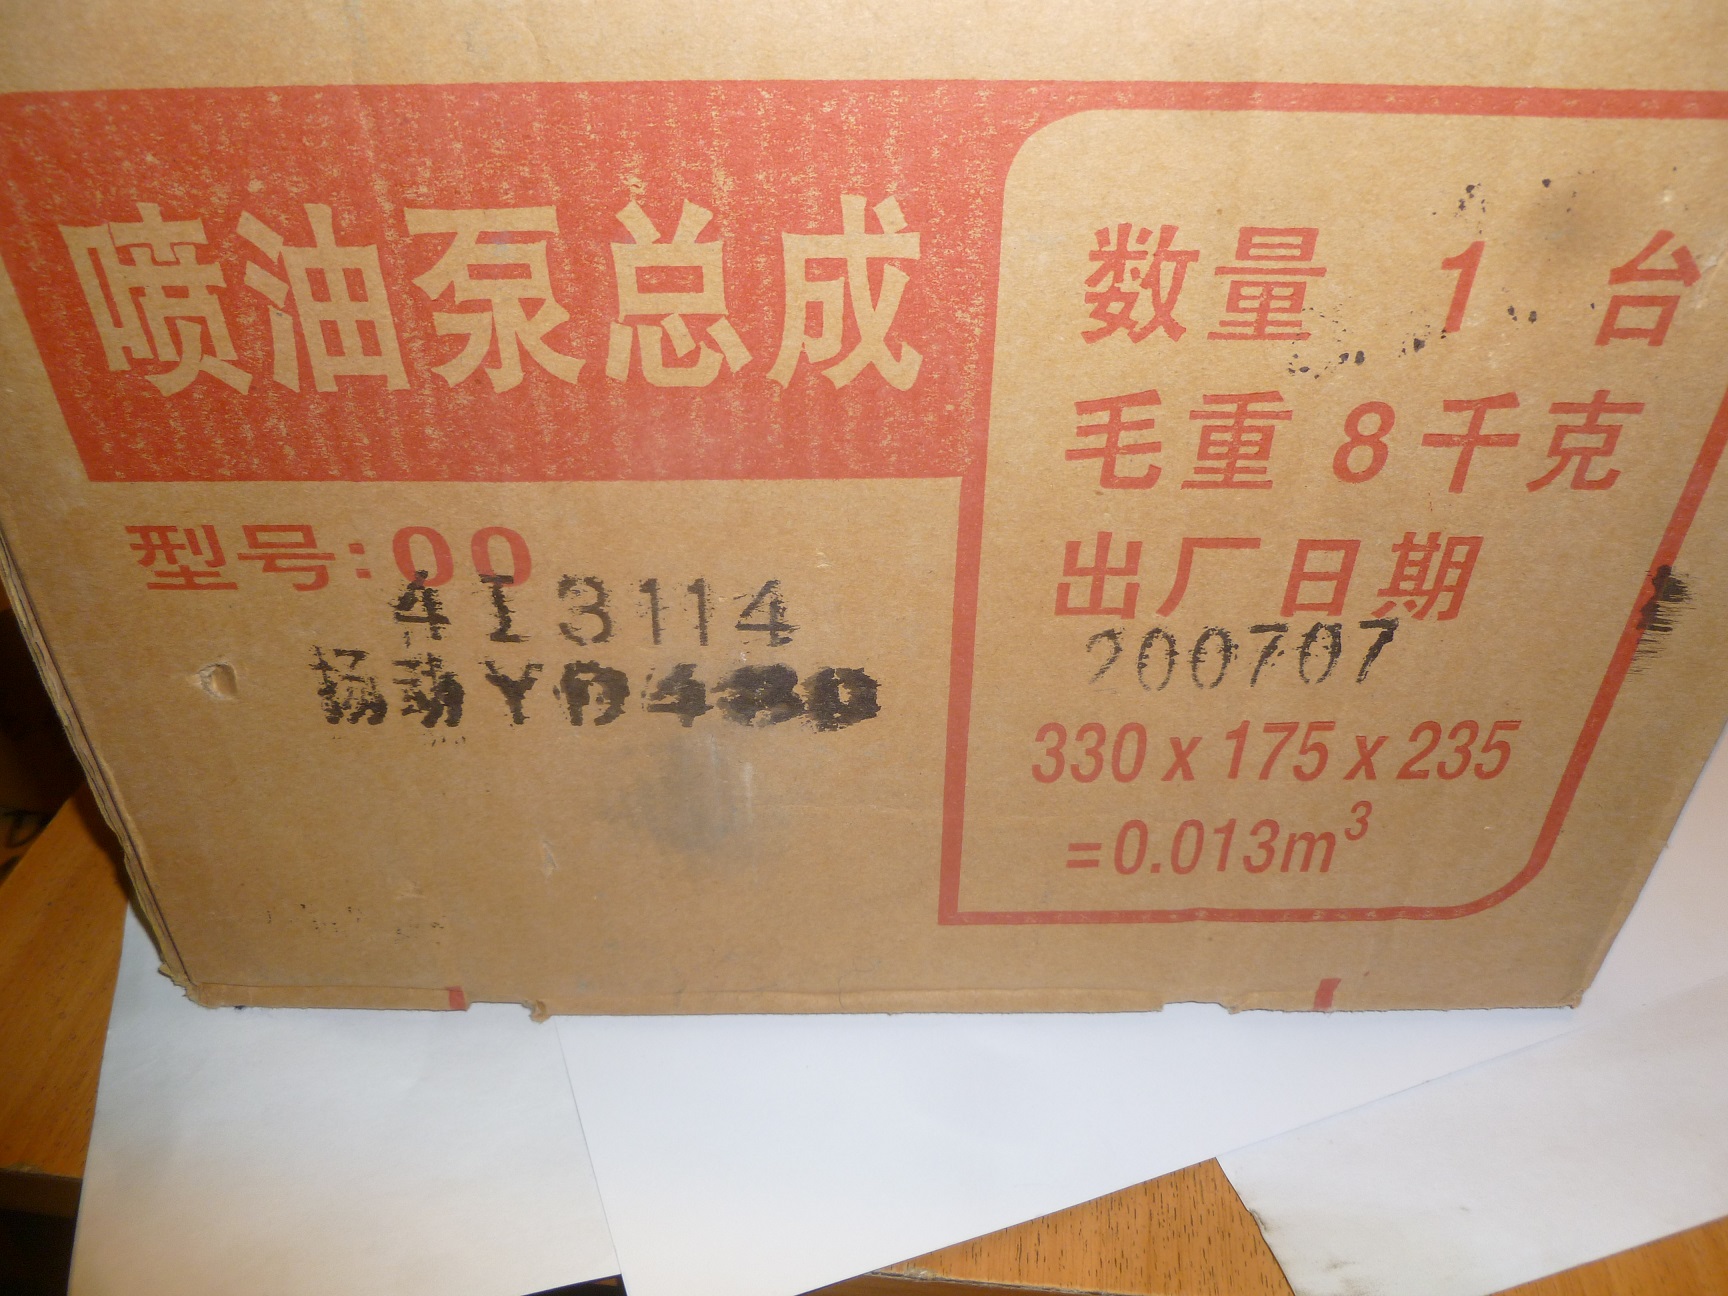 喷油泵总成
型号:00
4I3114
扬动YD480
数量 1 台
毛重 8 千克
出厂日期
200707
330 x 175 x 235
=0.013m³